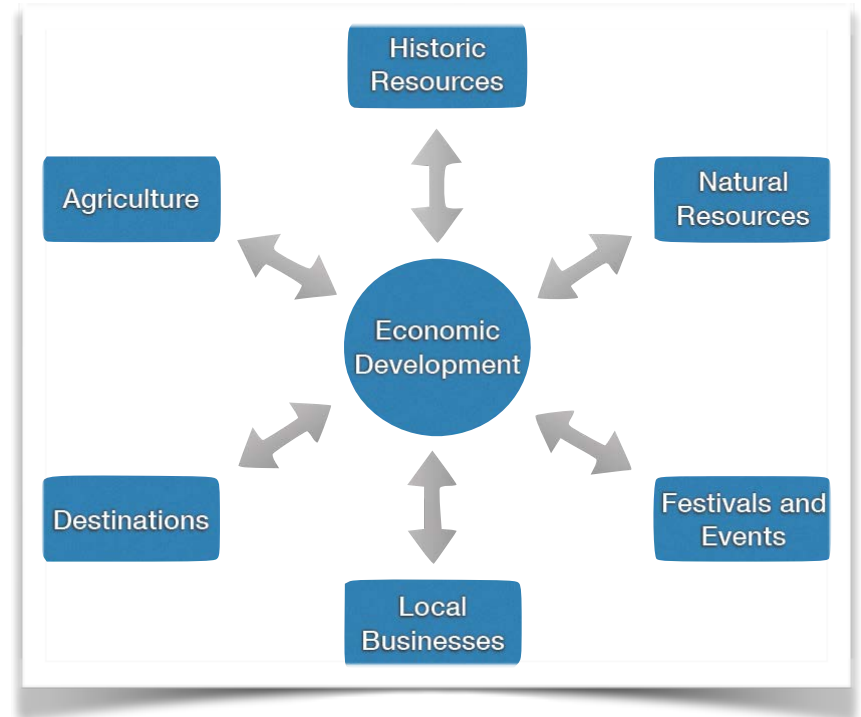 Historic
Resources
Agriculture
Natural
Resources
Economic
Development
Destinations
Festivals and
Events
Local
Businesses